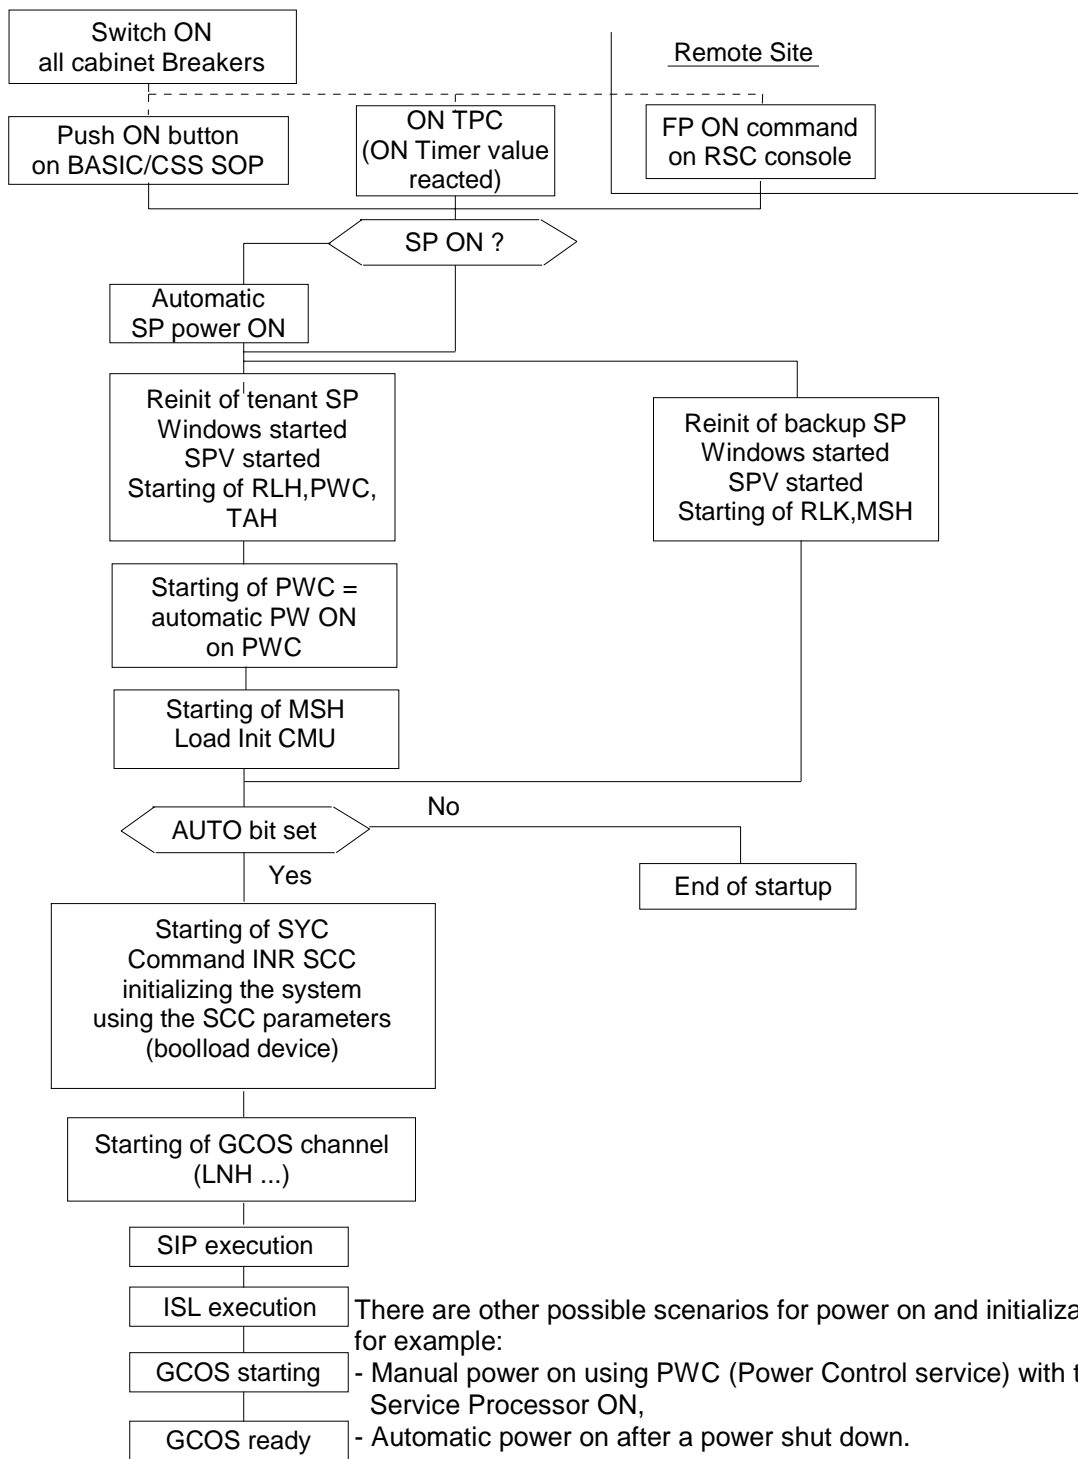 Switch ON
all cabinet Breakers
Remote Site
Push ON button
on BASIC/CSS SOP
ON TPC
(ON Timer value
reacted)
FP ON command
on RSC console
SP ON ?
Automatic
SP power ON
Reinit of tenant SP
Windows started
SPV started
Starting of RLH,PWC,
TAH
Reinit of backup SP
Windows started
SPV started
Starting of RLK,MSH
Starting of PWC =
automatic PW ON
on PWC
Starting of MSH
Load Init CMU
AUTO bit set
No
Yes
End of startup
Starting of SYC
Command INR SCC
initializing the system
using the SCC parameters
(boolload device)
Starting of GCOS channel
(LNH ...)
SIP execution
ISL execution
GCOS starting
GCOS ready
There are other possible scenarios for power on and initializa
for example:
- Manual power on using PWC (Power Control service) with t
Service Processor ON,
- Automatic power on after a power shut down.